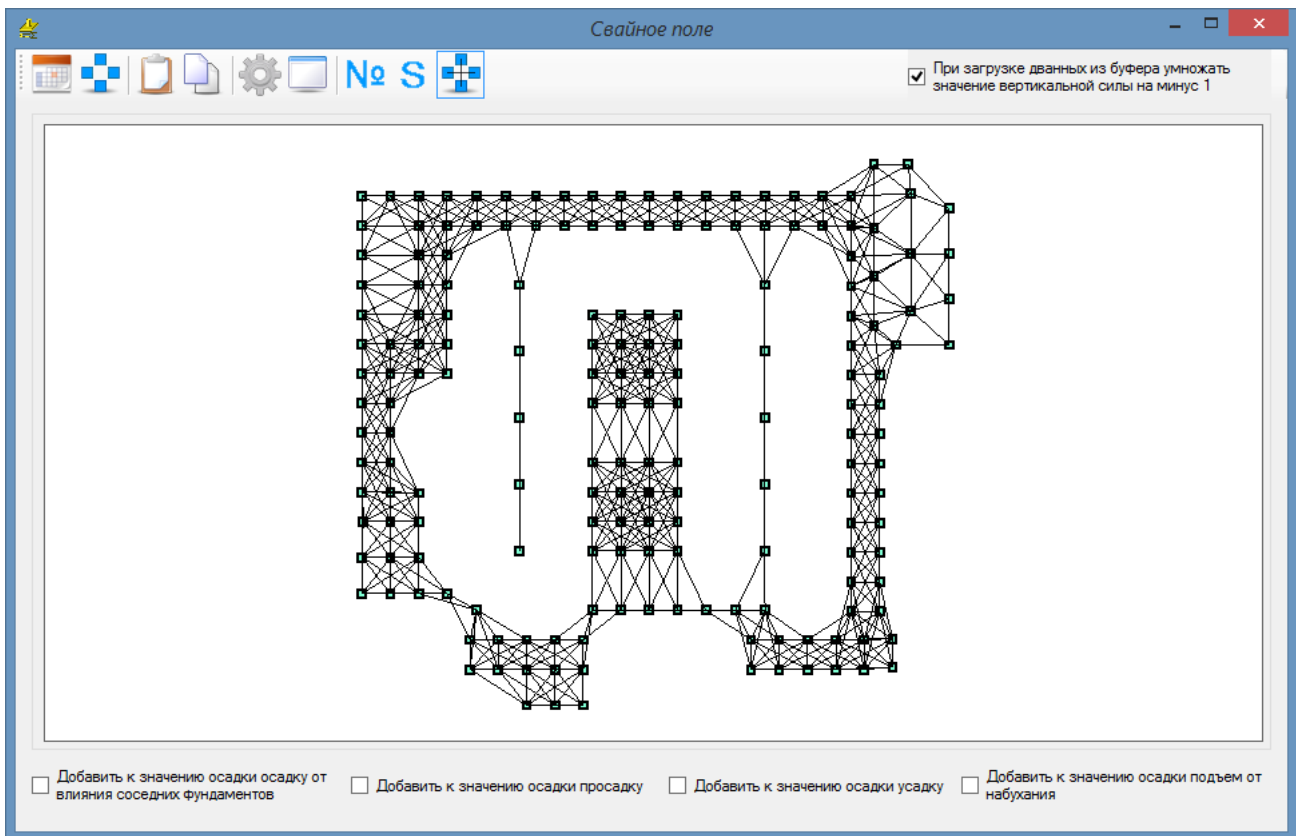 Свайное поле
№ S
При загрузке дванных из буфера умножать
значение вертикальной силы на минус 1
Добавить к значению осадки осадку от
влияния соседних фундаментов
Добавить к значению осадки просадку
Добавить к значению осадки усадку
Добавить к значению осадки подъем от
набухания